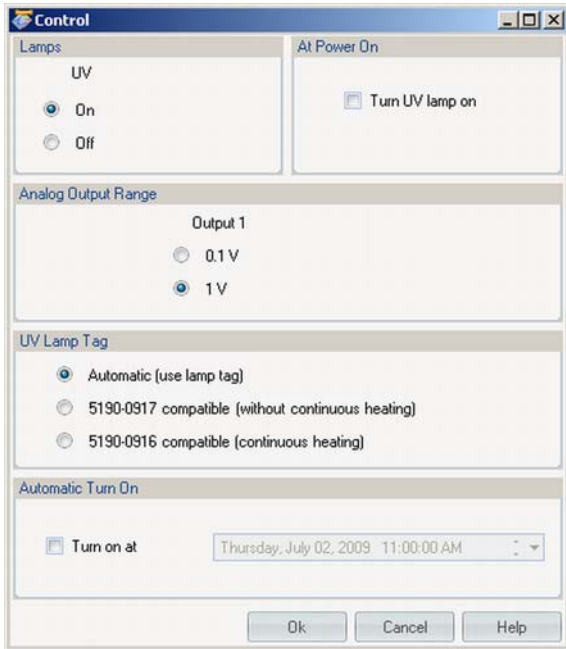 Control
Lamps
UV
On
Off
At Power On
Turn UV lamp on
Analog Output Range
Output 1
0.1 V
1 V
UV Lamp Tag
Automatic (use lamp tag)
5190-0917 compatible (without continuous heating)
5190-0916 compatible (continuous heating)
Automatic Turn On
Turn on at
Thursday, July 02, 2009 11:00:00 AM
Ok Cancel Help